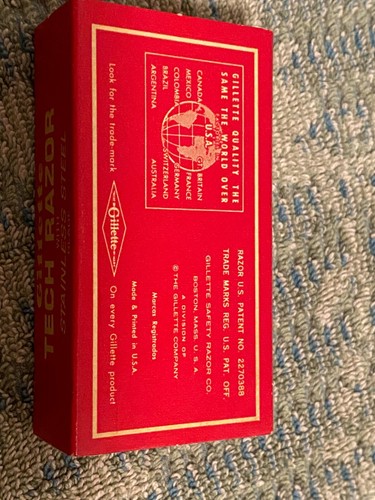 GILLETTE QUALITY THE
SAME THE WORLD OVER
CANADA U.S.A. BRITAIN
MEXICO FRANCE
COLOMBIA GERMANY
BRAZIL SWITZERLAND
ARGENTINA AUSTRALIA
RAZOR U.S. PATENT NO. 2270388
TRADE MARKS REG. U.S. PAT. OFF.
GILLETTE SAFETY RAZOR CO.
BOSTON, MASS. U.S.A.
A DIVISION OF
© THE GILLETTE COMPANY
Marcas Registradas
Made & Printed in U.S.A.
Look for the trade-mark Gillette On every Gillette product
TECH RAZOR